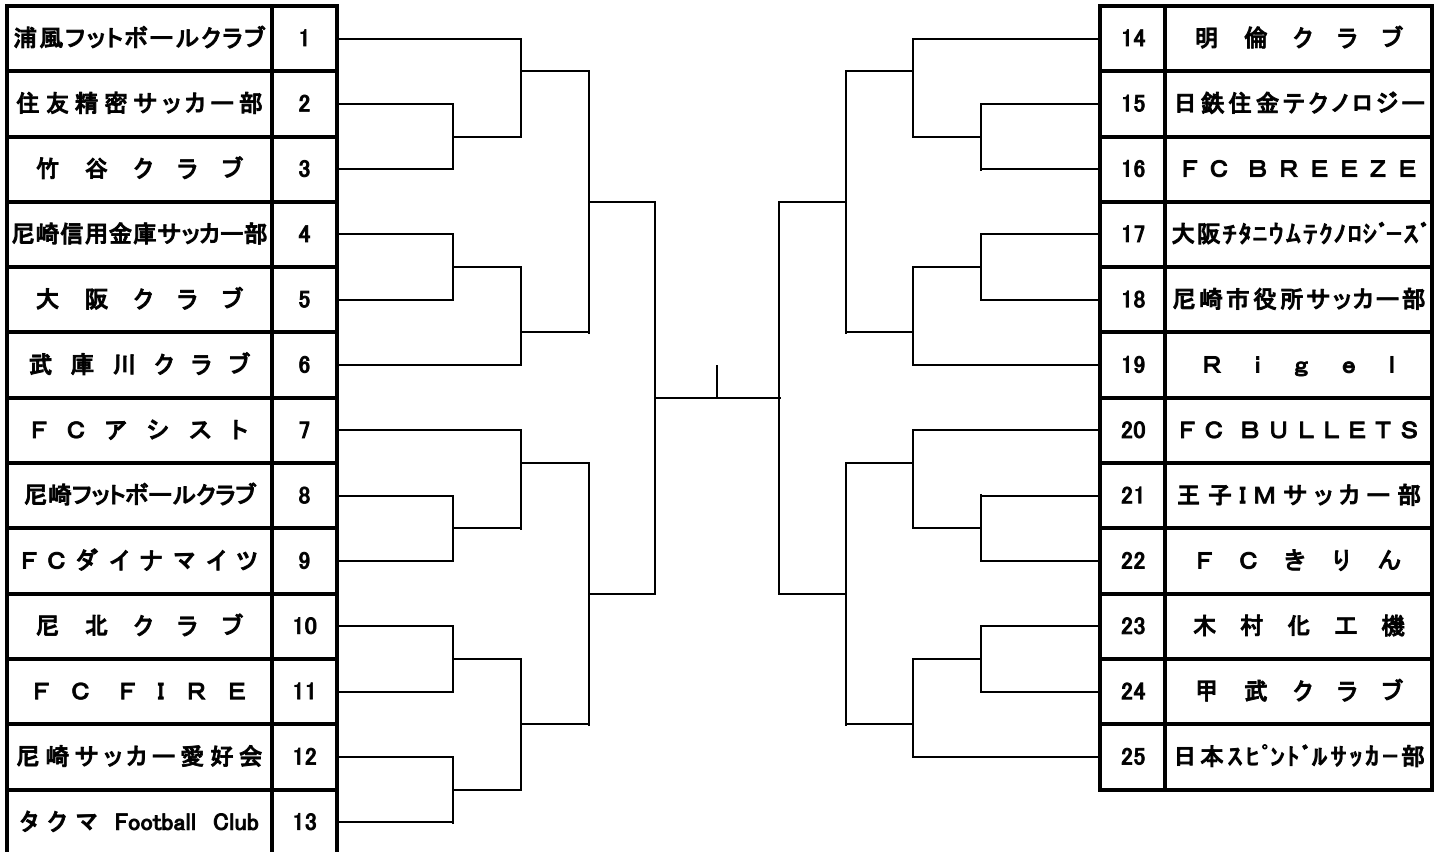 浦風フットボールクラブ 1
住友精密サッカー部 2
竹谷クラブ 3
尼崎信用金庫サッカー部 4
大阪クラブ 5
武庫川クラブ 6
FCアシスト 7
尼崎フットボールクラブ 8
FCダイナマイツ 9
尼北クラブ 10
FC FIRE 11
尼崎サッカー愛好会 12
タクマ Football Club 13
14 明倫クラブ
15 日鉄住金テクノロジー
16 FC BREEZE
17 大阪ﾁﾀﾆｳﾑﾃｸﾉﾛｼﾞｰｽﾞ
18 尼崎市役所サッカー部
19 Rigel
20 FC BULLETS
21 王子IMサッカー部
22 FCきりん
23 木村化工機
24 甲武クラブ
25 日本ｽﾋﾟﾝﾄﾞﾙｻｯｶｰ部